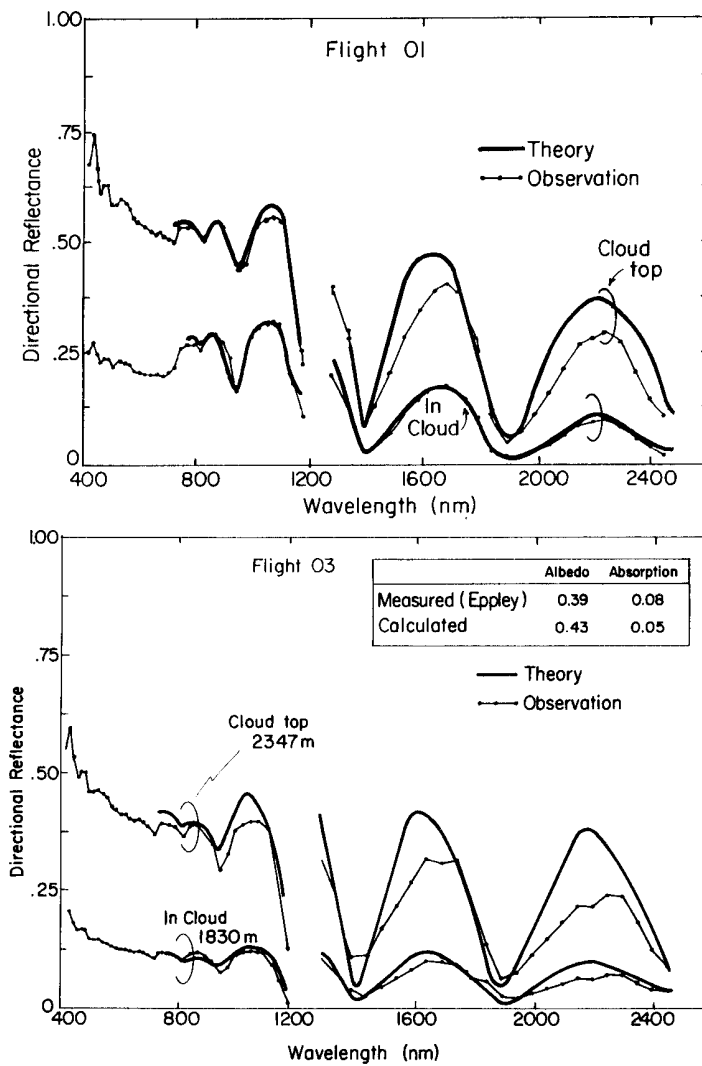 1.00
Flight 01
.75
Theory
Observation
.50
Cloud
top
.25
In
Cloud
0
400
800
1200
1600
2000
2400
Directional Reflectance
Wavelength (nm)
1.00
Flight 03
Albedo Absorption
Measured (Eppley) 0.39 0.08
Calculated 0.43 0.05
.75
Theory
Observation
Cloud top
2347m
.50
.25
In Cloud
1830m
0
400
800
1200
1600
2000
2400
Directional Reflectance
Wavelength (nm)